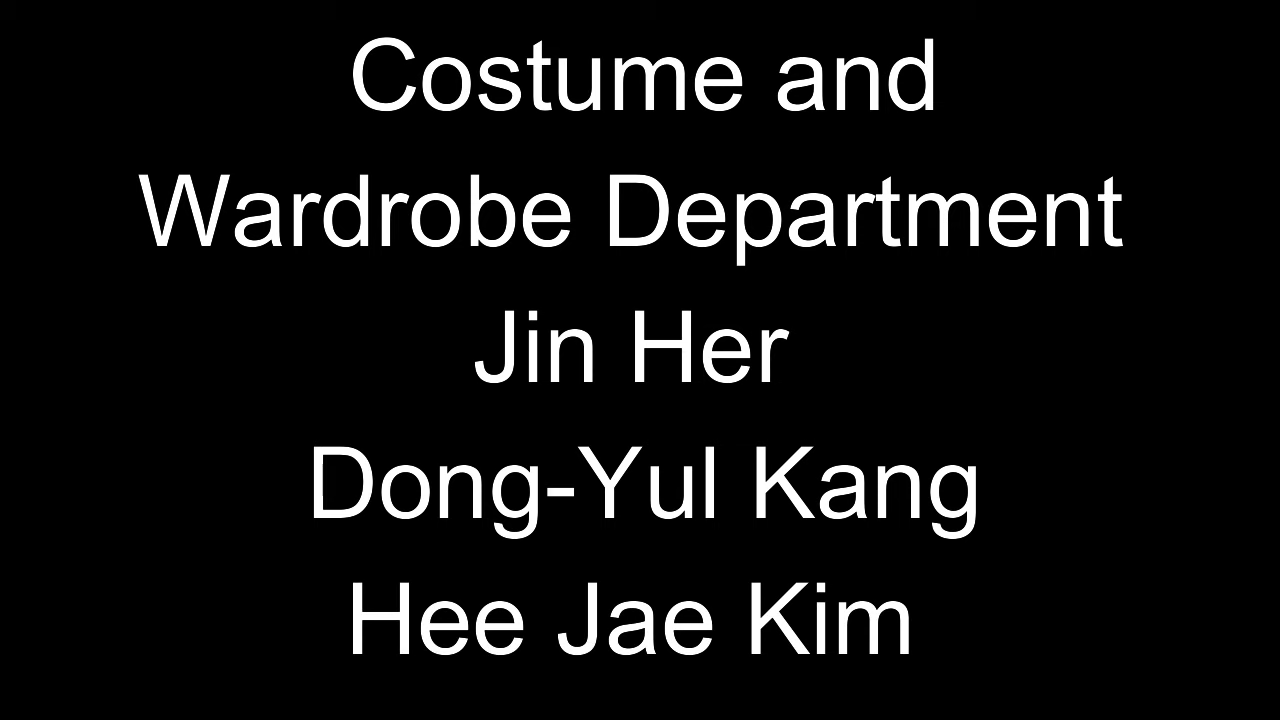 Costume and
Wardrobe Department
Jin Her
Dong-Yul Kang
Hee Jae Kim